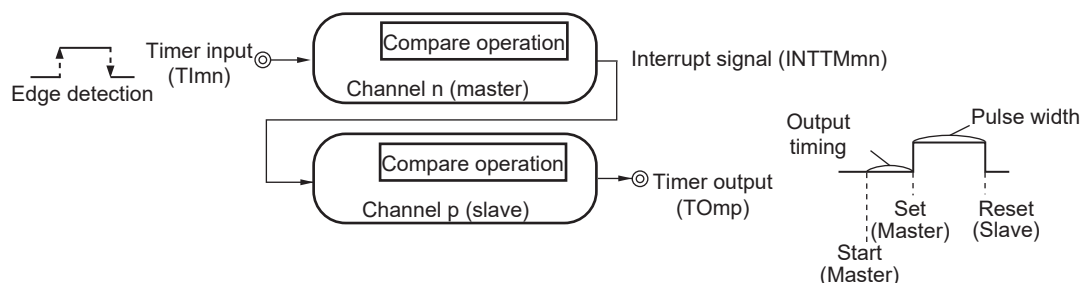 Compare operation
Timer input
(TImn)
Edge detection
Channel n (master)
Interrupt signal (INTTMmn)
Compare operation
Channel p (slave)
Timer output
(TOmp)
Output
timing
Pulse width
Set
(Master)
Reset
(Slave)
Start
(Master)